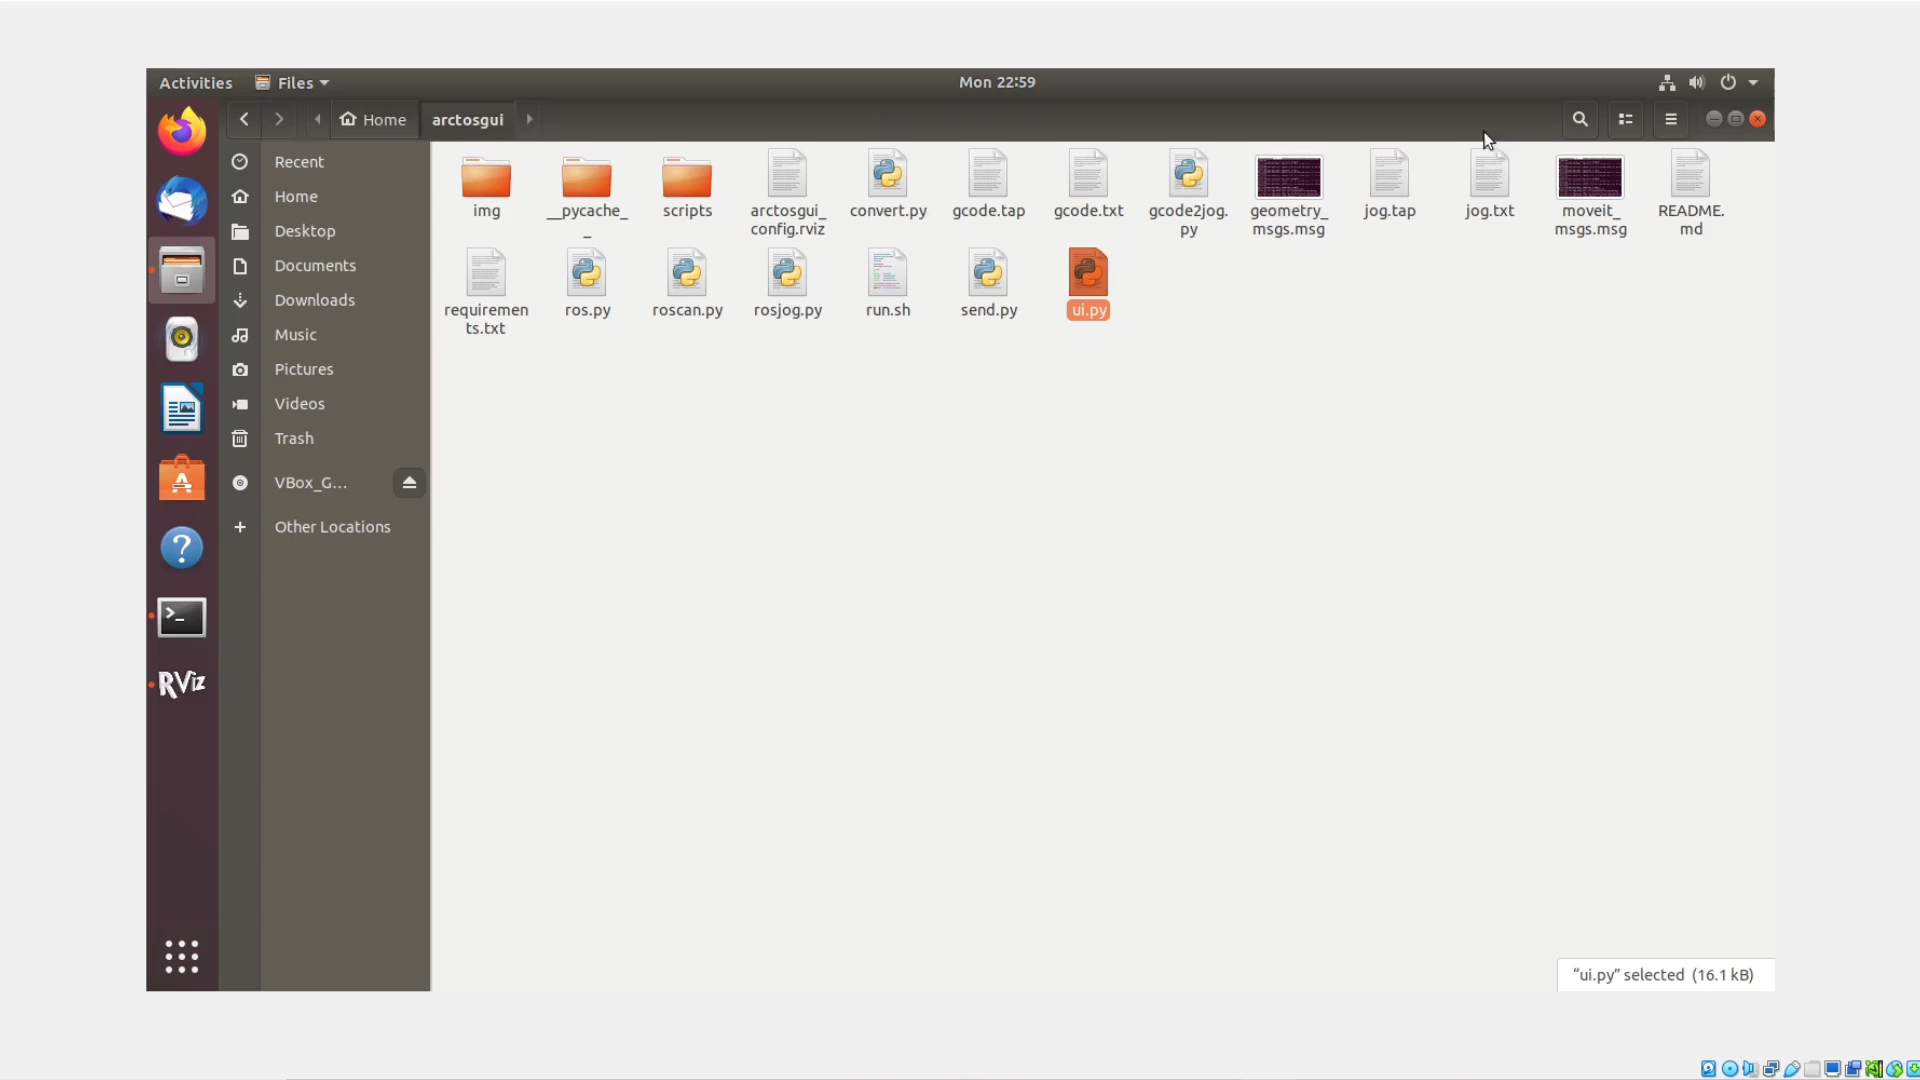 Activities
Files
Mon 22:59
Home
arctosgui
Recent
Home
Desktop
Documents
Downloads
Music
Pictures
Videos
Trash
VBox_G...
Other Locations
RViz
img
__pycache_
_
scripts
arctosgui_
config.rviz
convert.py
gcode.tap
gcode.txt
gcode2jog.
py
geometry_
msgs.msg
jog.tap
jog.txt
moveit_
msgs.msg
README.
md
requiremen
ts.txt
ros.py
roscan.py
rosjog.py
run.sh
send.py
ui.py
“ui.py” selected (16.1 kB)